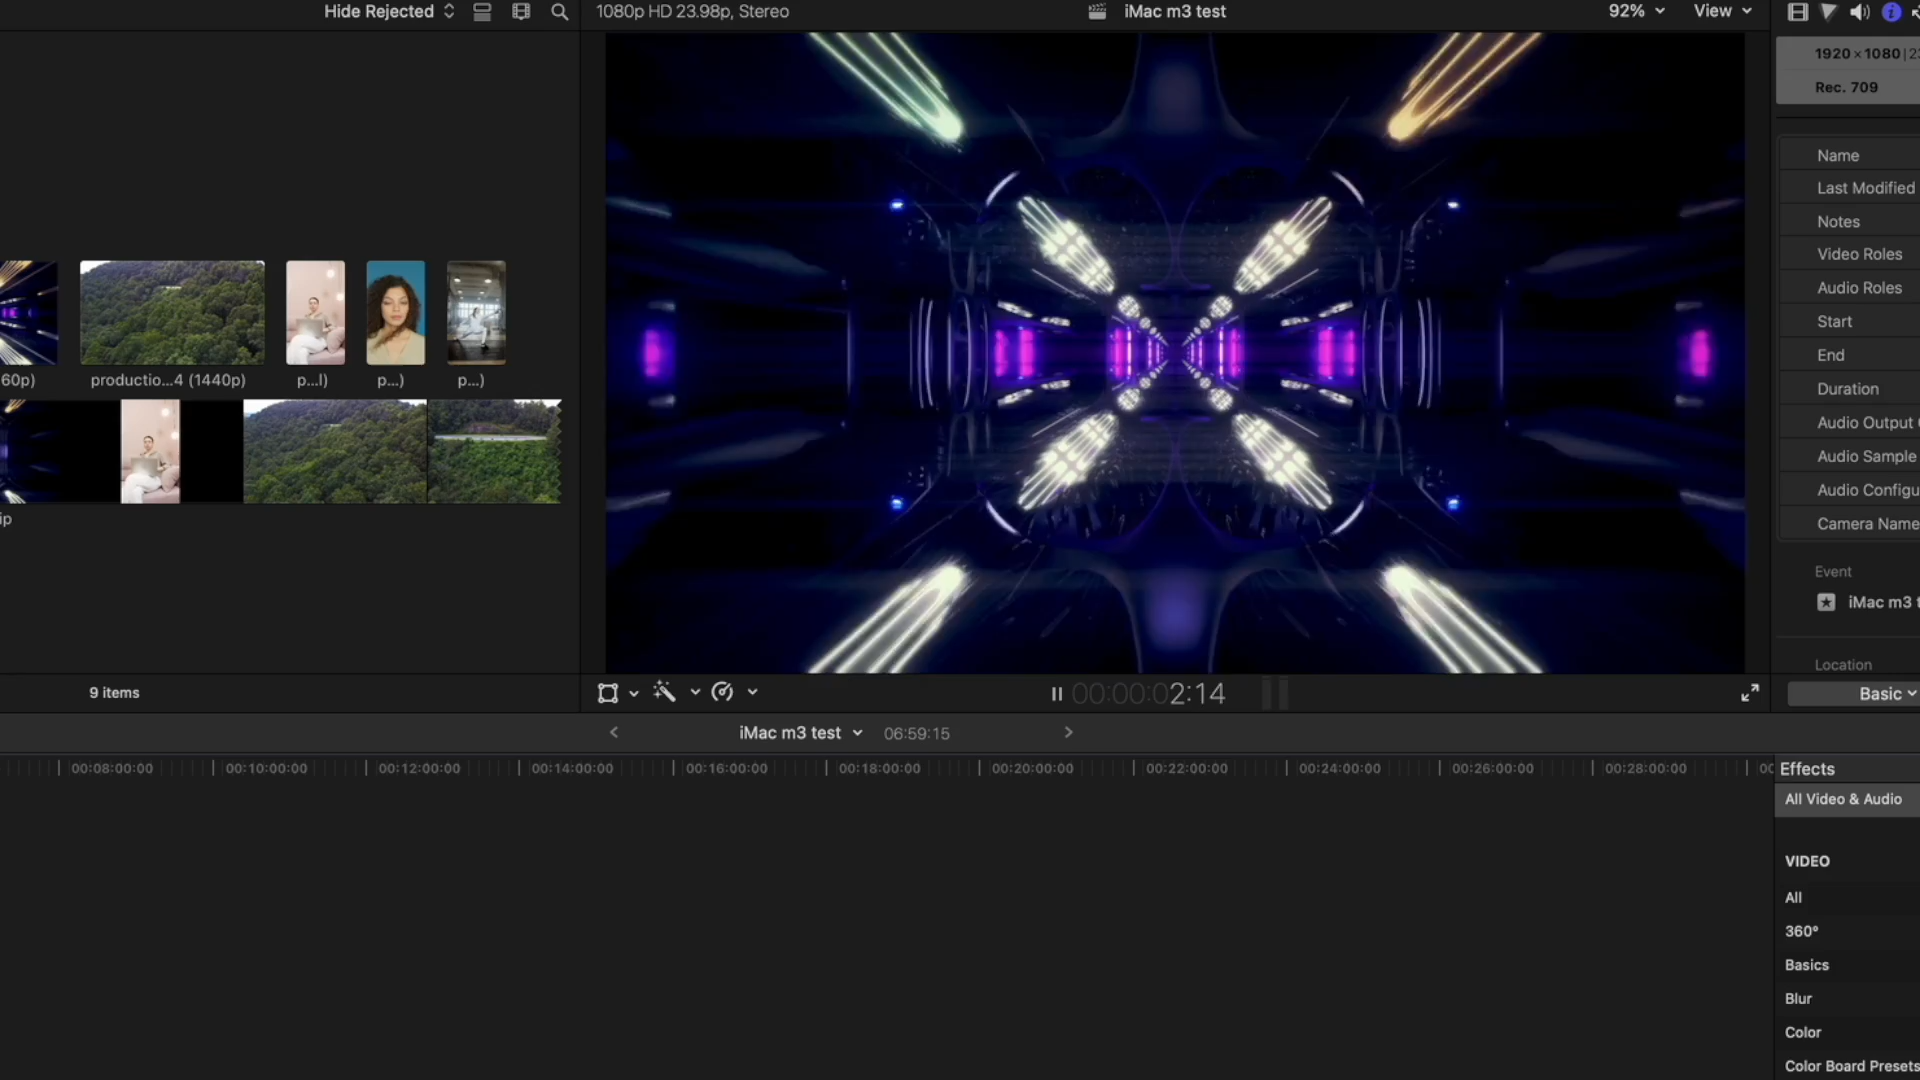 Hide Rejected
1080p HD 23.98p, Stereo
iMac m3 test
92%
View
1920 × 1080 | 23
Rec. 709
Name
Last Modified
Notes
Video Roles
Audio Roles
Start
End
Duration
Audio Output
Audio Sample
Audio Configu
Camera Name
Event
iMac m3 t
Location
Basic
60p)
productio...4 (1440p)
p...l)
p...)
p...)
ip
9 items
00:00:02:14
iMac m3 test
06:59:15
00:08:00:00
00:10:00:00
00:12:00:00
00:14:00:00
00:16:00:00
00:18:00:00
00:20:00:00
00:22:00:00
00:24:00:00
00:26:00:00
00:28:00:00
00
Effects
All Video & Audio
VIDEO
All
360°
Basics
Blur
Color
Color Board Presets